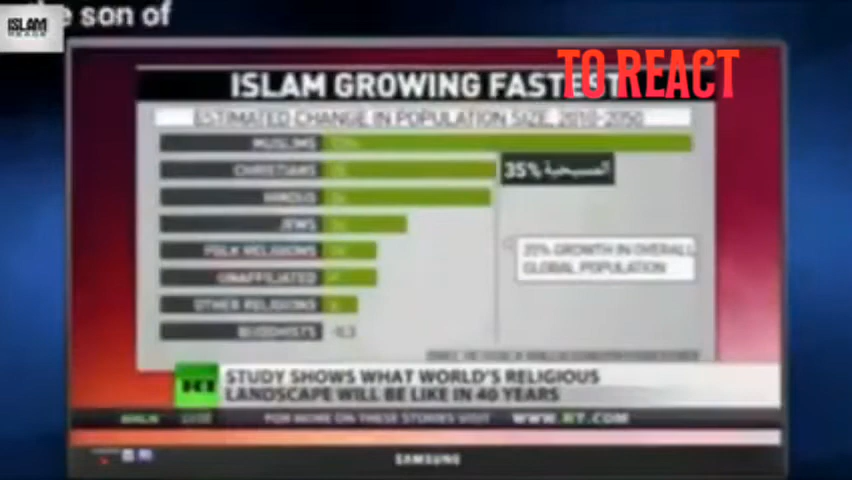 the son of
ISLAM
TO REACT
ISLAM GROWING FASTEST
ESTIMATED CHANGE IN POPULATION SIZE, 2010-2050
MUSLIMS
CHRISTIANS
35% المسيحية
HINDUS
JEWS
FOLK RELIGIONS
35% GROWTH IN OVERALL
GLOBAL POPULATION
UNAFFILIATED
OTHER RELIGIONS
BUDDHISTS -0.3
RT
STUDY SHOWS WHAT WORLD'S RELIGIOUS
LANDSCAPE WILL BE LIKE IN 40 YEARS
FOR MORE ON THESE STORIES VISIT WWW.RT.COM
SAMSUNG